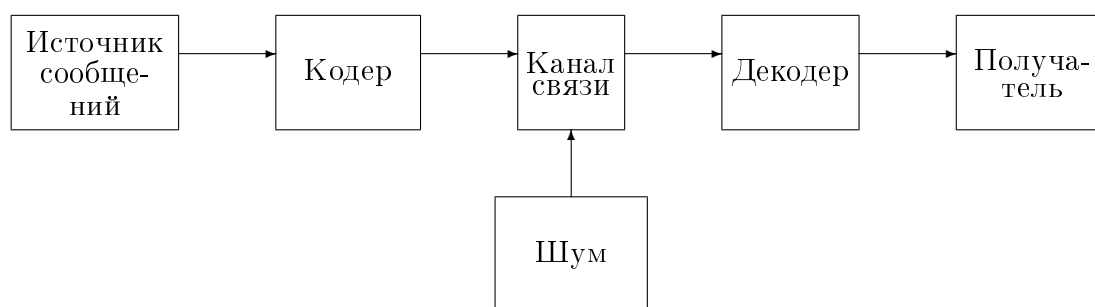 Источник
сообще-
ний
Кодер
Канал
связи
Декодер
Получа-
тель
Шум